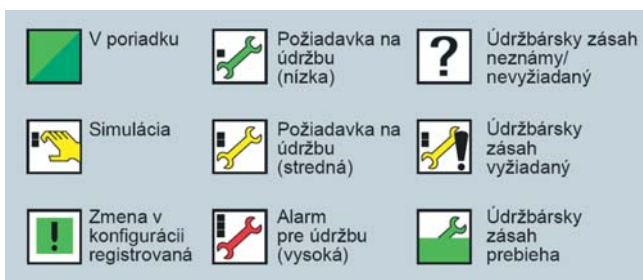 V poriadku
Požiadavka na
údržbu
(nízka)
?
Údržbársky zásah
neznámy/
nevyžiadaný
Simulácia
Požiadavka na
údržbu
(stredná)
!
Údržbársky
zásah
vyžiadaný
!
Zmena v
konfigurácii
registrovaná
Alarm
pre údržbu
(vysoká)
Údržbársky
zásah
prebieha